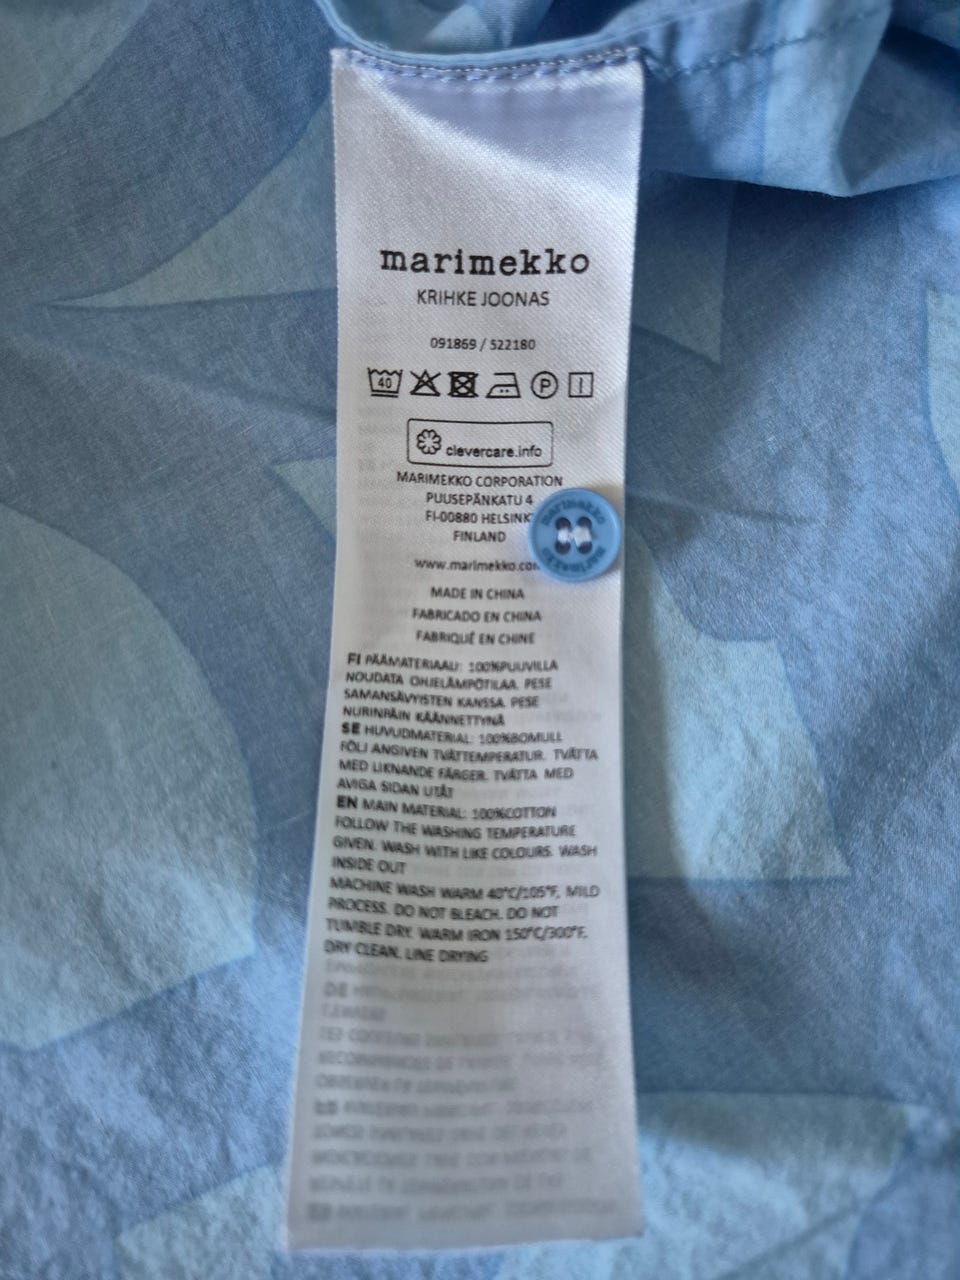 marimekko
KRIHKE JOONAS
091869 / 522180
40
P
clevercare.info
MARIMEKKO CORPORATION
PUUSEPÄNKATU 4
FI-00880 HELSINK
FINLAND
www.marimekko.com
marimekko
MADE IN CHINA
FABRICADO EN CHINA
FABRIQUÉ EN CHINE
FI PÄÄMATERIAALI: 100%PUUVILLA
NOUDATA OHJELÄMPÖTILAA. PESE
SAMANSÄVYISTEN KANSSA. PESE
NURINPÄIN KÄÄNNETTYNÄ
SE HUVUDMATERIAL: 100%BOMULL
FÖLJ ANGIVEN TVÄTTEMPERATUR. TVÄTTA
MED LIKNANDE FÄRGER. TVÄTTA MED
AVIGA SIDAN UTÅT
EN MAIN MATERIAL: 100%COTTON
FOLLOW THE WASHING TEMPERATURE
GIVEN. WASH WITH LIKE COLOURS. WASH
INSIDE OUT
MACHINE WASH WARM 40°C/105°F, MILD
PROCESS. DO NOT BLEACH. DO NOT
TUMBLE DRY. WARM IRON 150°C/300°F.
DRY CLEAN. LINE DRYING